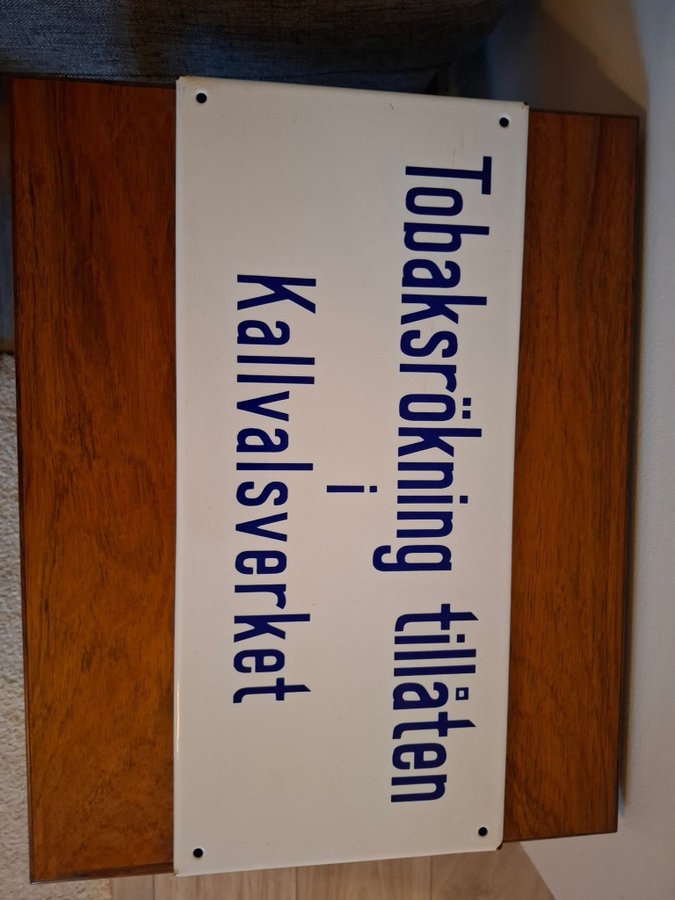 Tobaksrökning tillåten
i
Kallvalsverket